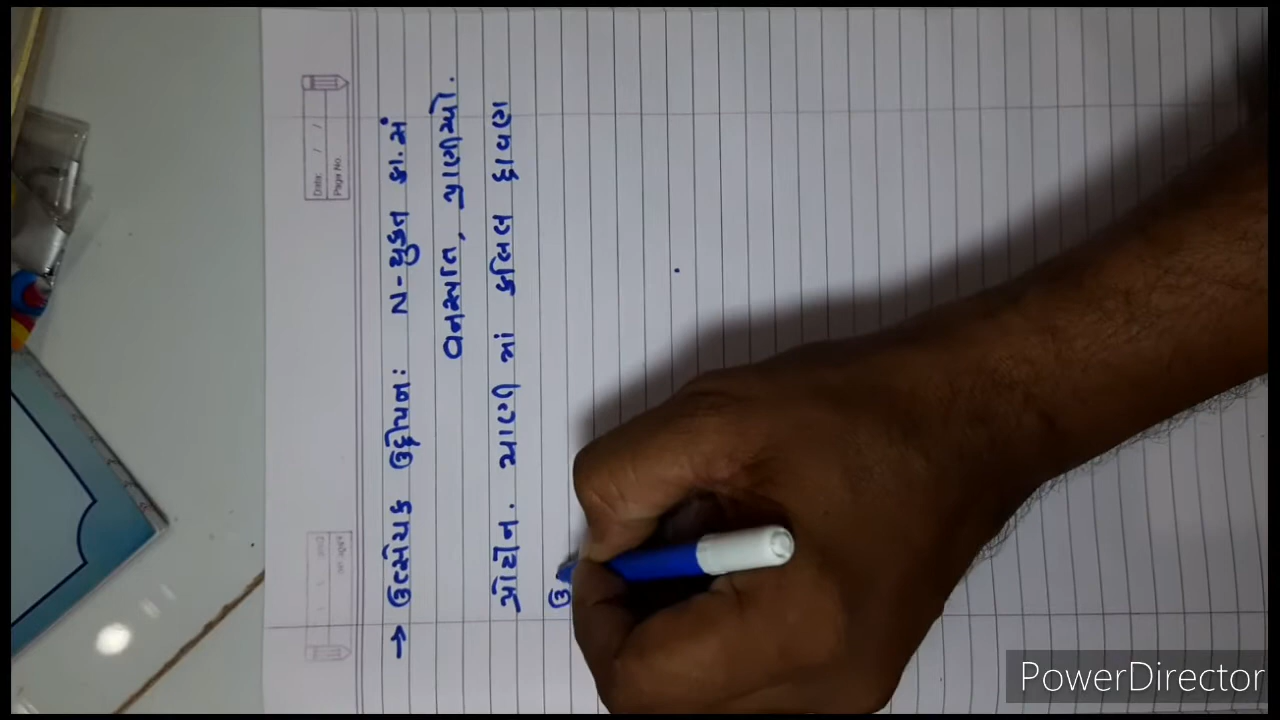 → ઉત્સેચક ઉદ્દીપન: N-યુક્ત કા.સં
વનસ્પતિ, પ્રાણીઓ.
પ્રોટીન. પાણી માં કલિલ દ્રાવણ
ઉ
Date: / /
Page No
PowerDirector